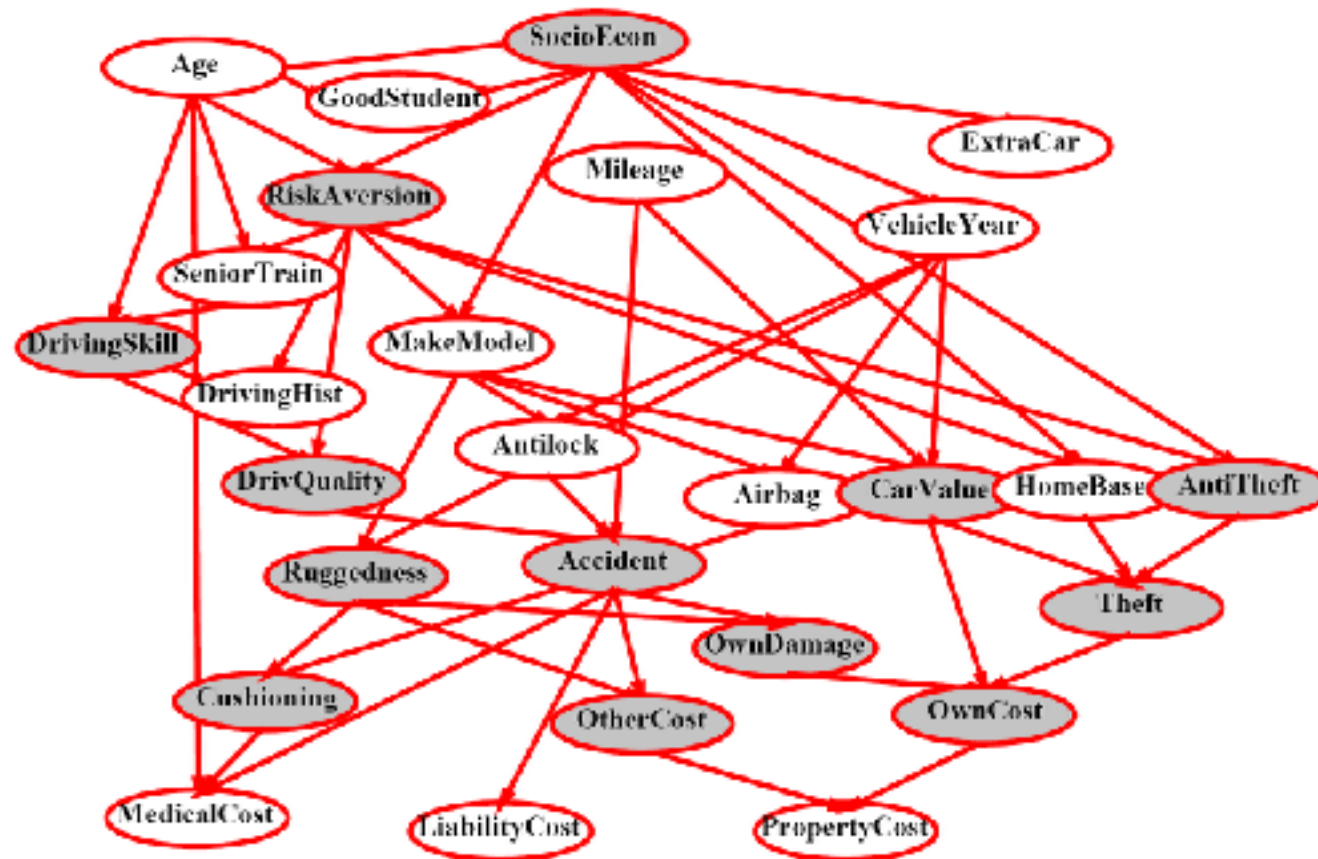 SocioEcon
Age
GoodStudent
ExtraCar
Mileage
RiskAversion
VehicleYear
SeniorTrain
DrivingSkill
MakeModel
DrivingHist
Antilock
DrivQuality
Airbag
CarValue
HomeBase
AntiTheft
Ruggedness
Accident
Theft
OwnDamage
Cushioning
OtherCost
OwnCost
MedicalCost
LiabilityCost
PropertyCost